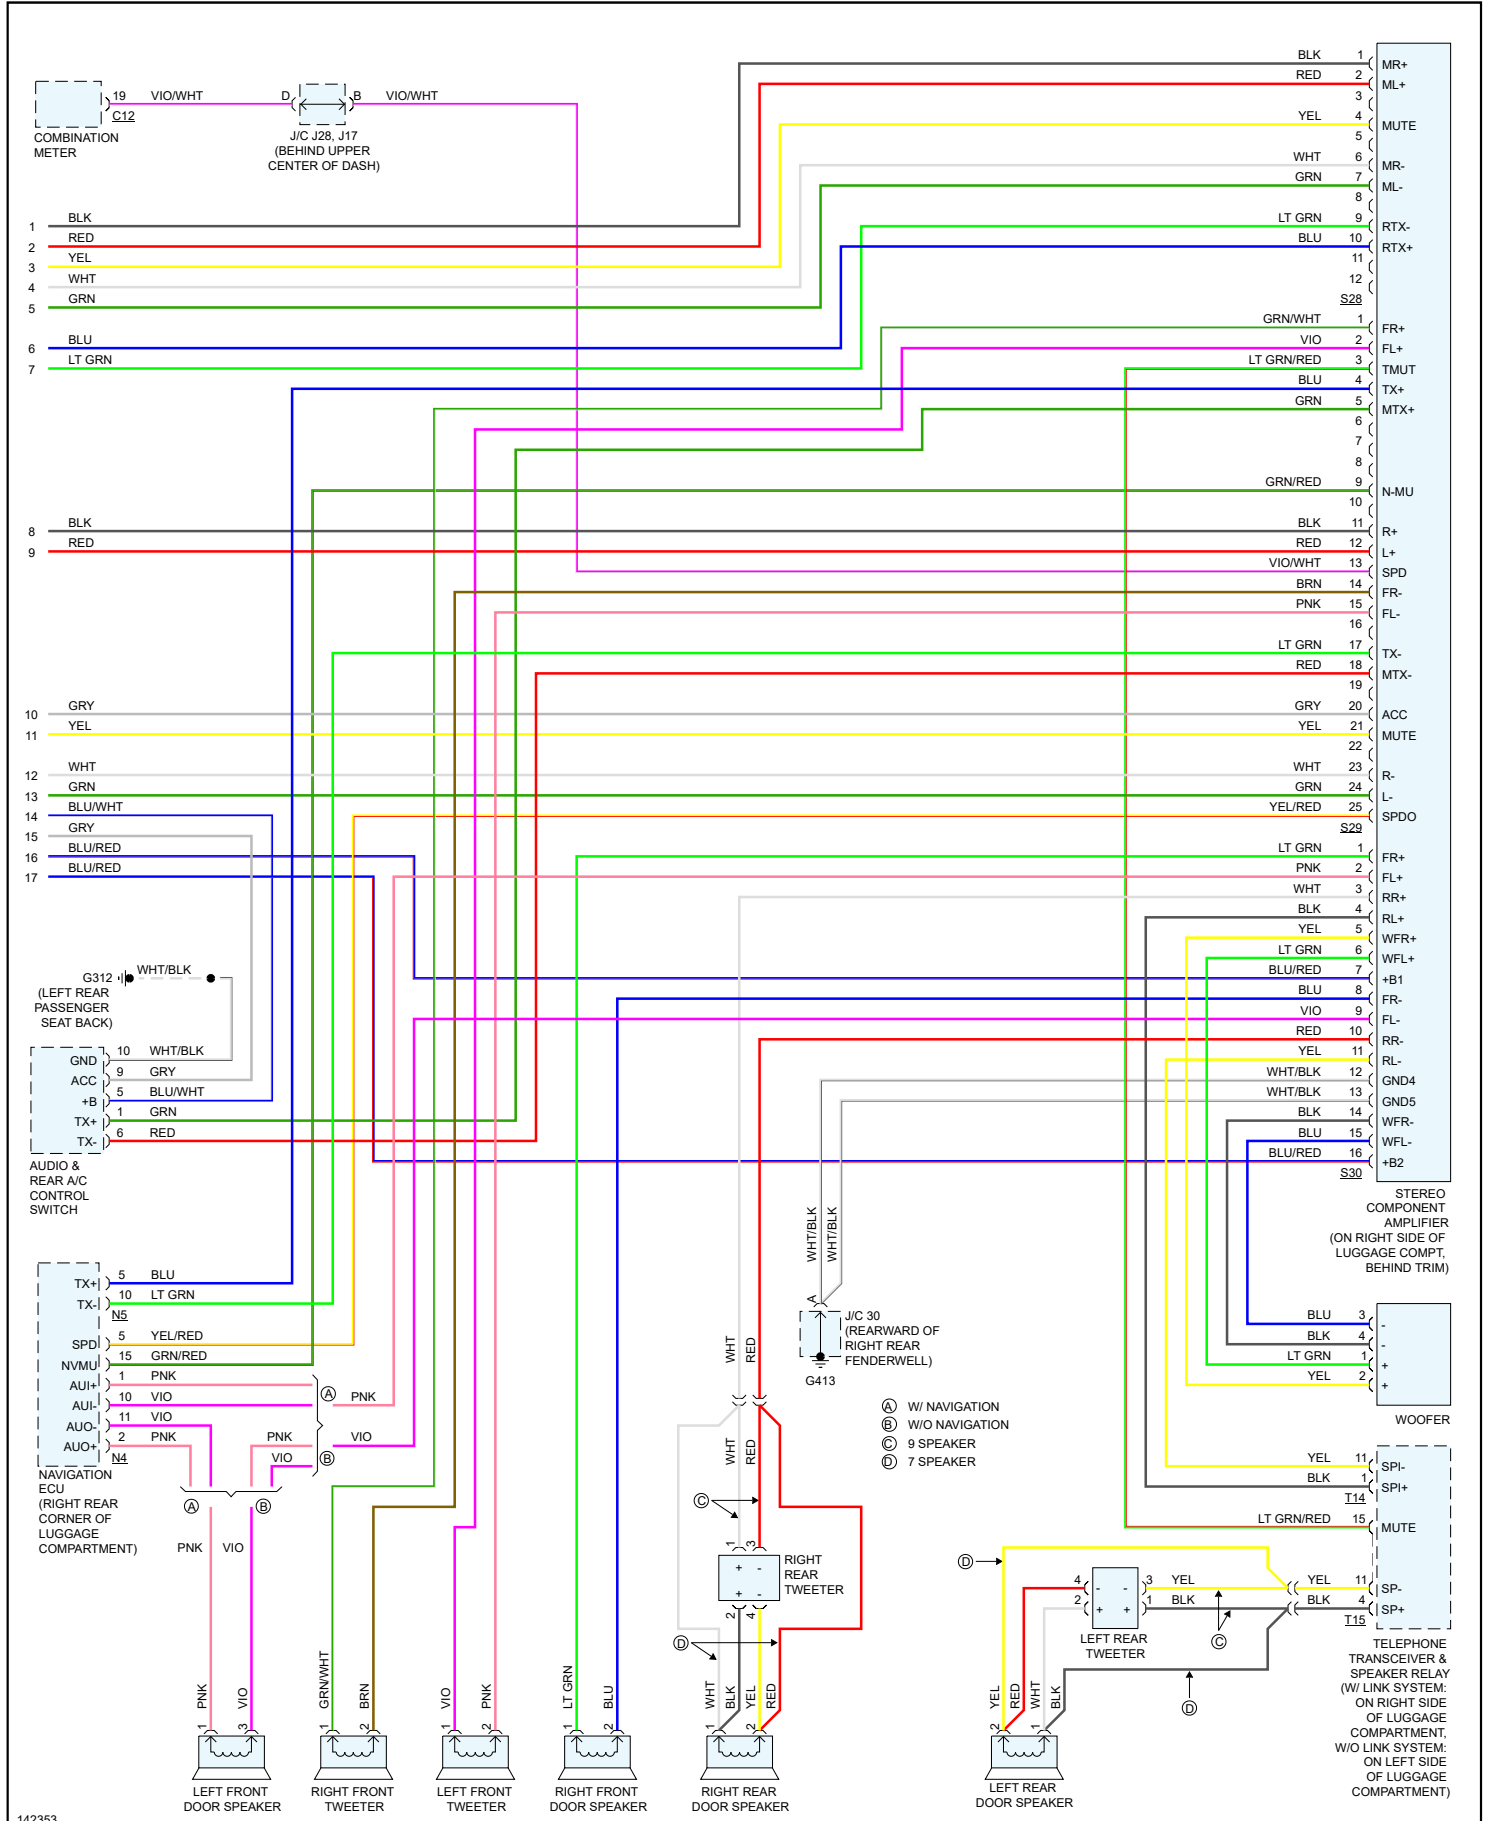 19 VIO/WHT
C12
COMBINATION
METER
D
B
VIO/WHT
J/C J28, J17
(BEHIND UPPER
CENTER OF DASH)
1 BLK
2 RED
3 YEL
4 WHT
5 GRN
6 BLU
7 LT GRN
8 BLK
9 RED
10 GRY
11 YEL
12 WHT
13 GRN
14 BLU/WHT
15 GRY
16 BLU/RED
17 BLU/RED
BLK 1 MR+
RED 2 ML+
3
YEL 4 MUTE
5
WHT 6 MR-
GRN 7 ML-
8
LT GRN 9 RTX-
BLU 10 RTX+
11
12
S28
GRN/WHT 1 FR+
VIO 2 FL+
LT GRN/RED 3 TMUT
BLU 4 TX+
GRN 5 MTX+
6
7
8
GRN/RED 9 N-MU
10
BLK 11 R+
RED 12 L+
VIO/WHT 13 SPD
BRN 14 FR-
PNK 15 FL-
16
LT GRN 17 TX-
RED 18 MTX-
19
GRY 20 ACC
YEL 21 MUTE
22
WHT 23 R-
GRN 24 L-
YEL/RED 25 SPDO
S29
LT GRN 1 FR+
PNK 2 FL+
WHT 3 RR+
BLK 4 RL+
YEL 5 WFR+
LT GRN 6 WFL+
BLU/RED 7 +B1
BLU 8 FR-
VIO 9 FL-
RED 10 RR-
YEL 11 RL-
WHT/BLK 12 GND4
WHT/BLK 13 GND5
BLK 14 WFR-
BLU 15 WFL-
BLU/RED 16 +B2
S30
STEREO
COMPONENT
AMPLIFIER
(ON RIGHT SIDE OF
LUGGAGE COMPT,
BEHIND TRIM)
G312
WHT/BLK
(LEFT REAR
PASSENGER
SEAT BACK)
GND 10 WHT/BLK
ACC 9 GRY
+B 5 BLU/WHT
TX+ 1 GRN
TX- 6 RED
AUDIO &
REAR A/C
CONTROL
SWITCH
TX+ 5 BLU
TX- 10 LT GRN
N5
SPD 5 YEL/RED
NVMU 15 GRN/RED
AUI+ 1 PNK
AUI- 10 VIO
AUO- 11 VIO
AUO+ 2 PNK
N4
NAVIGATION
ECU
(RIGHT REAR
CORNER OF
LUGGAGE
COMPARTMENT)
A
PNK
PNK
VIO
VIO
B
A
B
PNK
VIO
WHT/BLK
WHT/BLK
A
J/C 30
(REARWARD OF
RIGHT REAR
FENDERWELL)
G413
A W/ NAVIGATION
B W/O NAVIGATION
C 9 SPEAKER
D 7 SPEAKER
BLU 3 -
BLK 4 -
LT GRN 1 +
YEL 2 +
WOOFER
YEL 11 SPI-
BLK 1 SPI+
T14
LT GRN/RED 15 MUTE
YEL 11 SP-
BLK 4 SP+
T15
TELEPHONE
TRANSCEIVER &
SPEAKER RELAY
(W/ LINK SYSTEM:
ON RIGHT SIDE
OF LUGGAGE
COMPARTMENT,
W/O LINK SYSTEM:
ON LEFT SIDE
OF LUGGAGE
COMPARTMENT)
WHT
RED
WHT
RED
C
1 3
+ -
+ -
2 4
RIGHT
REAR
TWEETER
D
D
4 - - 3 YEL
2 + + 1 BLK
LEFT REAR
TWEETER
C
D
PNK
VIO
1 3
LEFT FRONT
DOOR SPEAKER
GRN/WHT
BRN
1 2
RIGHT FRONT
TWEETER
VIO
PNK
1 2
LEFT FRONT
TWEETER
LT GRN
BLU
1 2
RIGHT FRONT
DOOR SPEAKER
WHT
BLK
YEL
RED
1 2
RIGHT REAR
DOOR SPEAKER
YEL
RED
WHT
BLK
2 1
LEFT REAR
DOOR SPEAKER
142353